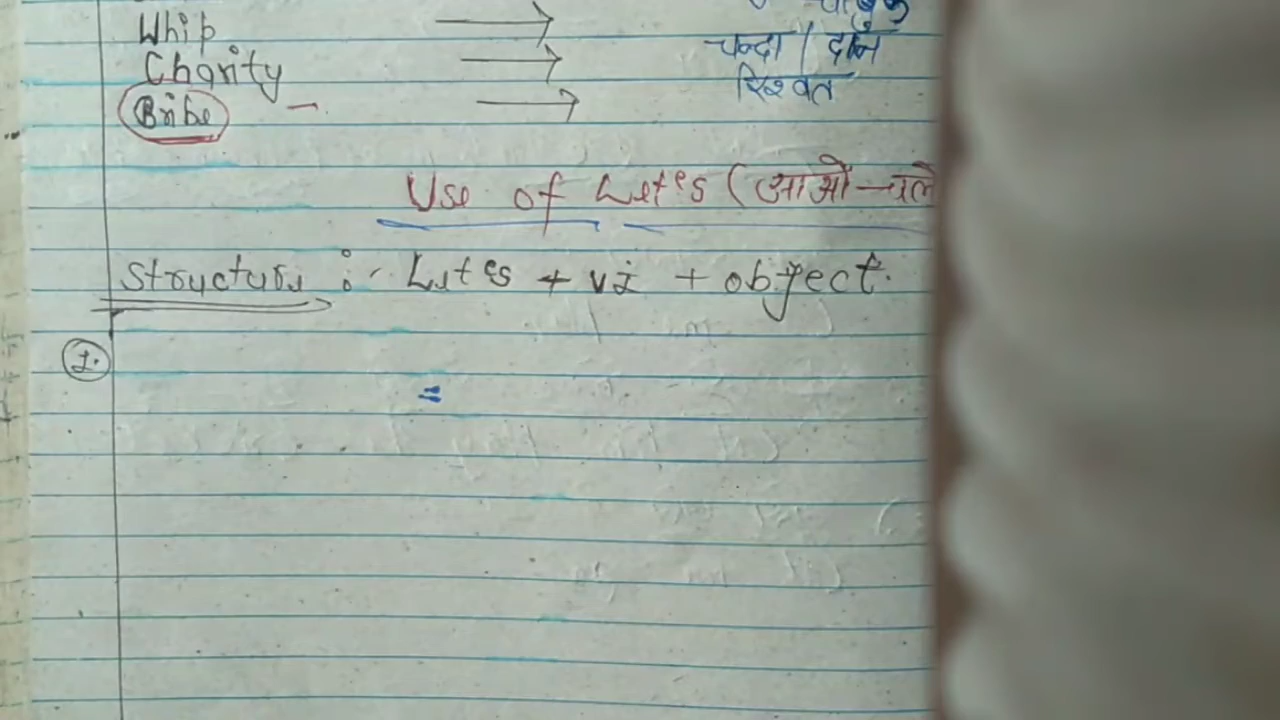 Whip → चाबुक
Charity → चन्दा / दान
Bribe – → रिश्वत
Use of Let's (आओ-चले
Structure :- Let's + v1 + object.
1.
=